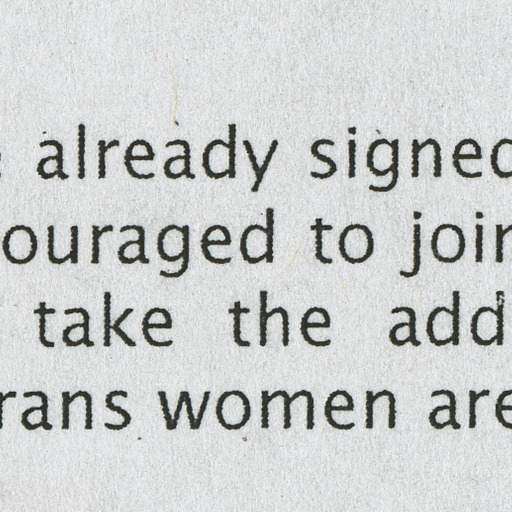 already signed
ouraged to join
take the add
rans women are